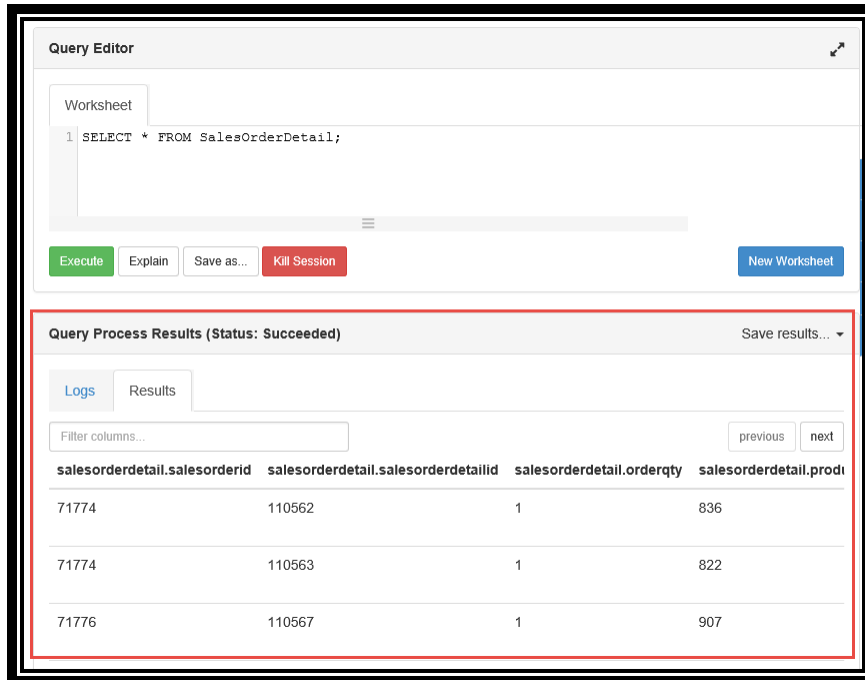 Query Editor
Worksheet
1 SELECT * FROM SalesOrderDetail;
Execute Explain Save as... Kill Session New Worksheet
Query Process Results (Status: Succeeded) Save results...
Logs Results
Filter columns... previous next
salesorderdetail.salesorderid salesorderdetail.salesorderdetailid salesorderdetail.orderqty salesorderdetail.produ
71774 110562 1 836
71774 110563 1 822
71776 110567 1 907